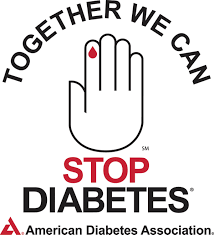 TOGETHER WE CAN
SM
STOP
DIABETES®
American Diabetes Association®